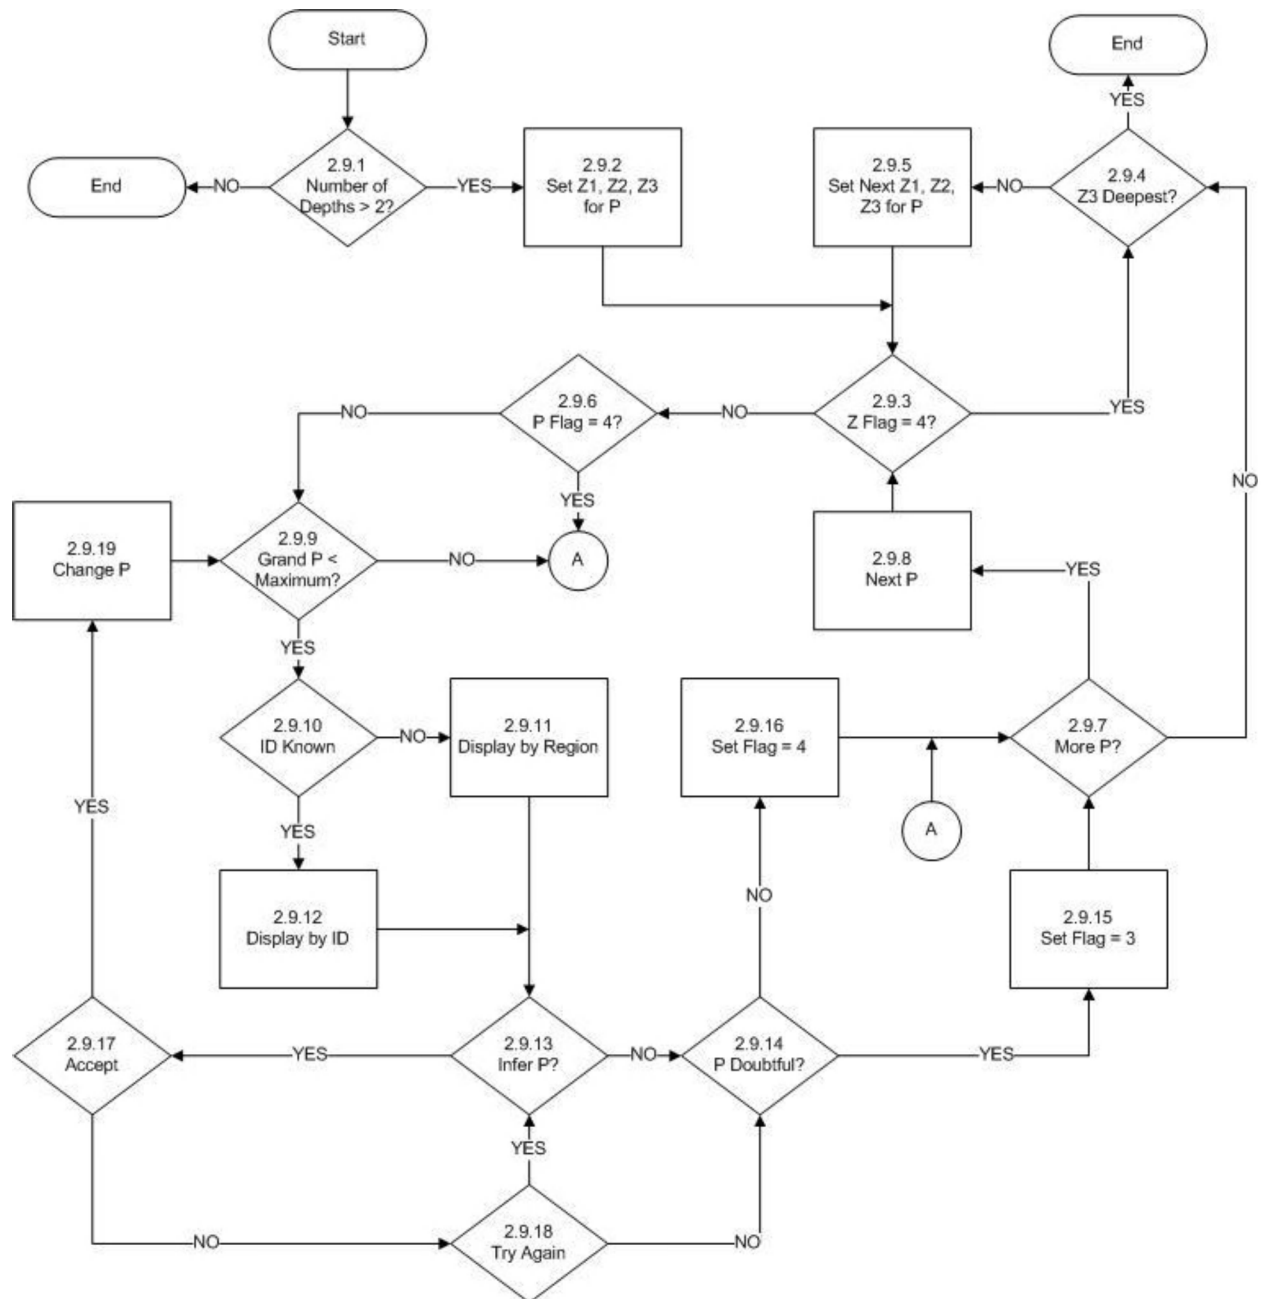 Start
End
2.9.1
Number of
Depths > 2?
NO
End
YES
2.9.2
Set Z1, Z2, Z3
for P
2.9.5
Set Next Z1, Z2,
Z3 for P
NO
2.9.4
Z3 Deepest?
YES
2.9.3
Z Flag = 4?
YES
NO
2.9.6
P Flag = 4?
NO
YES
A
2.9.19
Change P
2.9.9
Grand P <
Maximum?
NO
YES
2.9.8
Next P
YES
NO
2.9.10
ID Known
NO
2.9.11
Display by Region
YES
2.9.16
Set Flag = 4
2.9.7
More P?
A
YES
2.9.12
Display by ID
NO
2.9.15
Set Flag = 3
2.9.17
Accept
YES
2.9.13
Infer P?
NO
2.9.14
P Doubtful?
YES
YES
NO
2.9.18
Try Again
NO